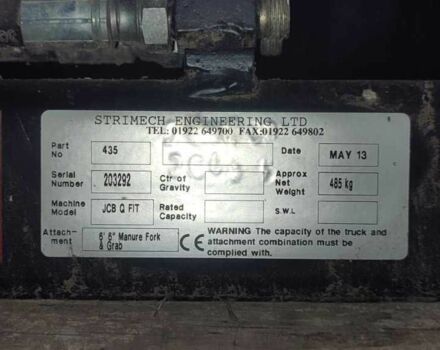 STRIMECH ENGINEERING LTD
TEL: 01922 649700 FAX:01922 649802
Part No 435 Date MAY 13
Serial Number 203292 Ctr of Gravity Approx Net Weight 485 kg
Machine Model JCB Q FIT Rated Capacity S.W.L
Attach-ment 6' 6" Manure Fork & Grab CE WARNING The capacity of the truck and
attachment combination must be
complied with.